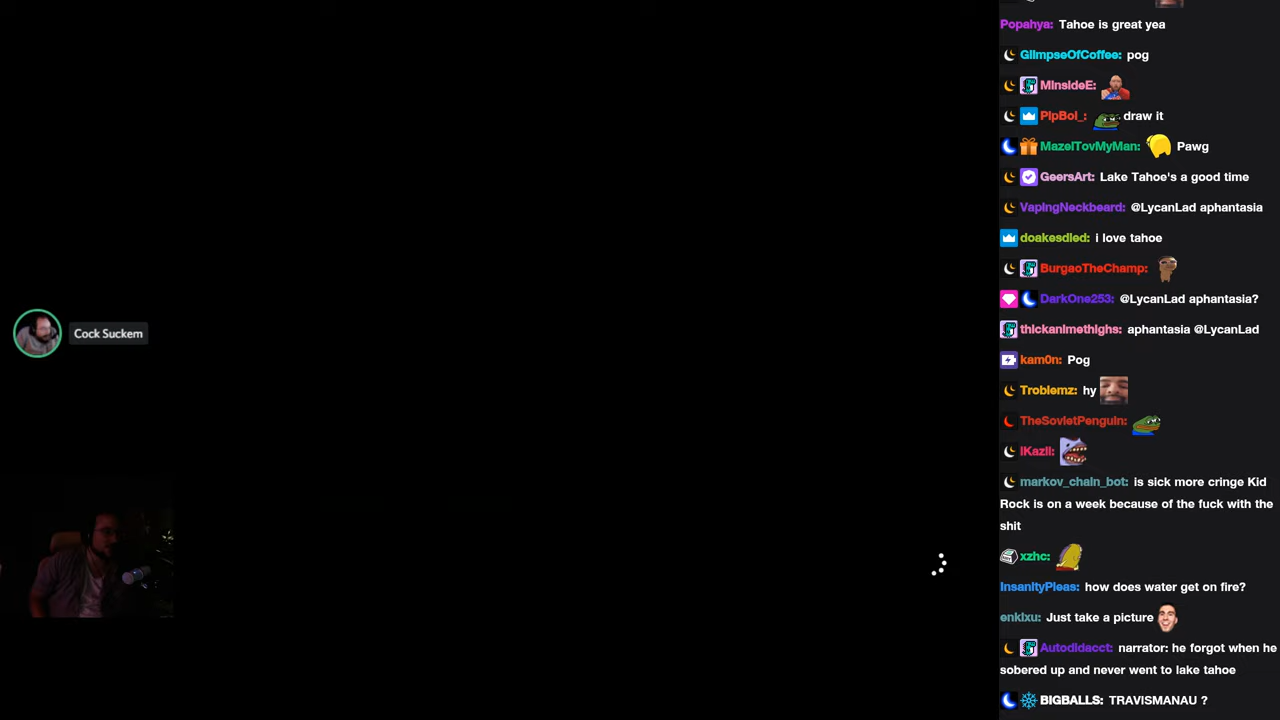 Popahya: Tahoe is great yea
GlimpseOfCoffee: pog
MinsideE:
PipBoi_: draw it
MazelTovMyMan: Pawg
GeersArt: Lake Tahoe's a good time
VapingNeckbeard: @LycanLad aphantasia
doakesdied: i love tahoe
BurgaoTheChamp:
DarkOne253: @LycanLad aphantasia?
thickanimethighs: aphantasia @LycanLad
Cock Suckem
kam0n: Pog
Troblemz: hy
TheSovietPenguin:
iKazli:
markov_chain_bot: is sick more cringe Kid
Rock is on a week because of the fuck with the
shit
xzhc:
InsanityPleas: how does water get on fire?
enkixu: Just take a picture
Autodidacct: narrator: he forgot when he
sobered up and never went to lake tahoe
BIGBALLS: TRAVISMANAU ?